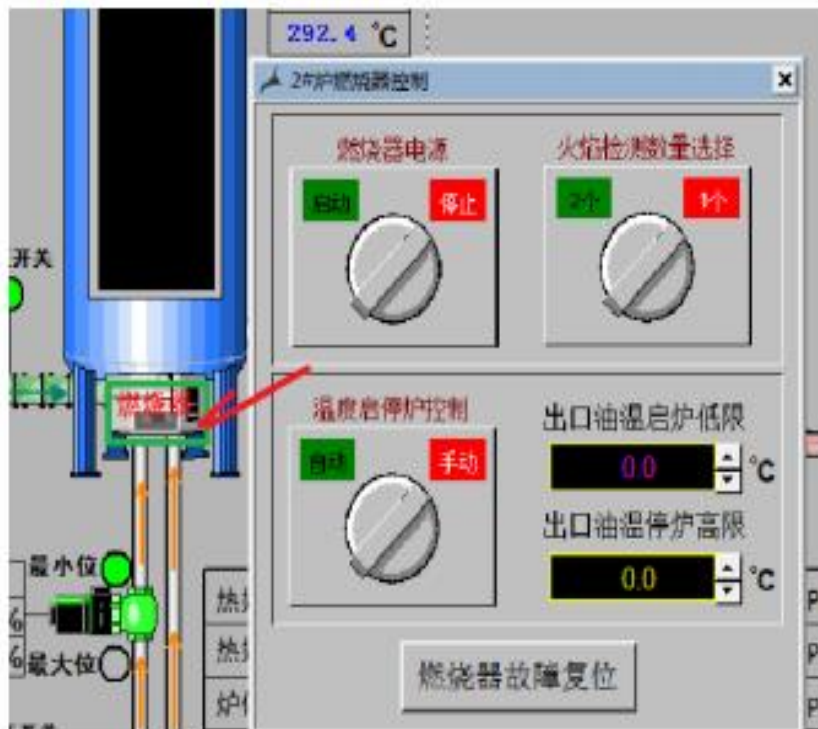 292.4 ℃
2#炉燃烧器控制
燃烧器电源
火焰检测数量选择
启动
停止
2个
1个
开关
燃烧器
温度启停炉控制
自动
手动
出口油温启炉低限
0.0 ℃
出口油温停炉高限
0.0 ℃
最小位
最大位
%
%
热
热
炉
P
P
P
燃烧器故障复位